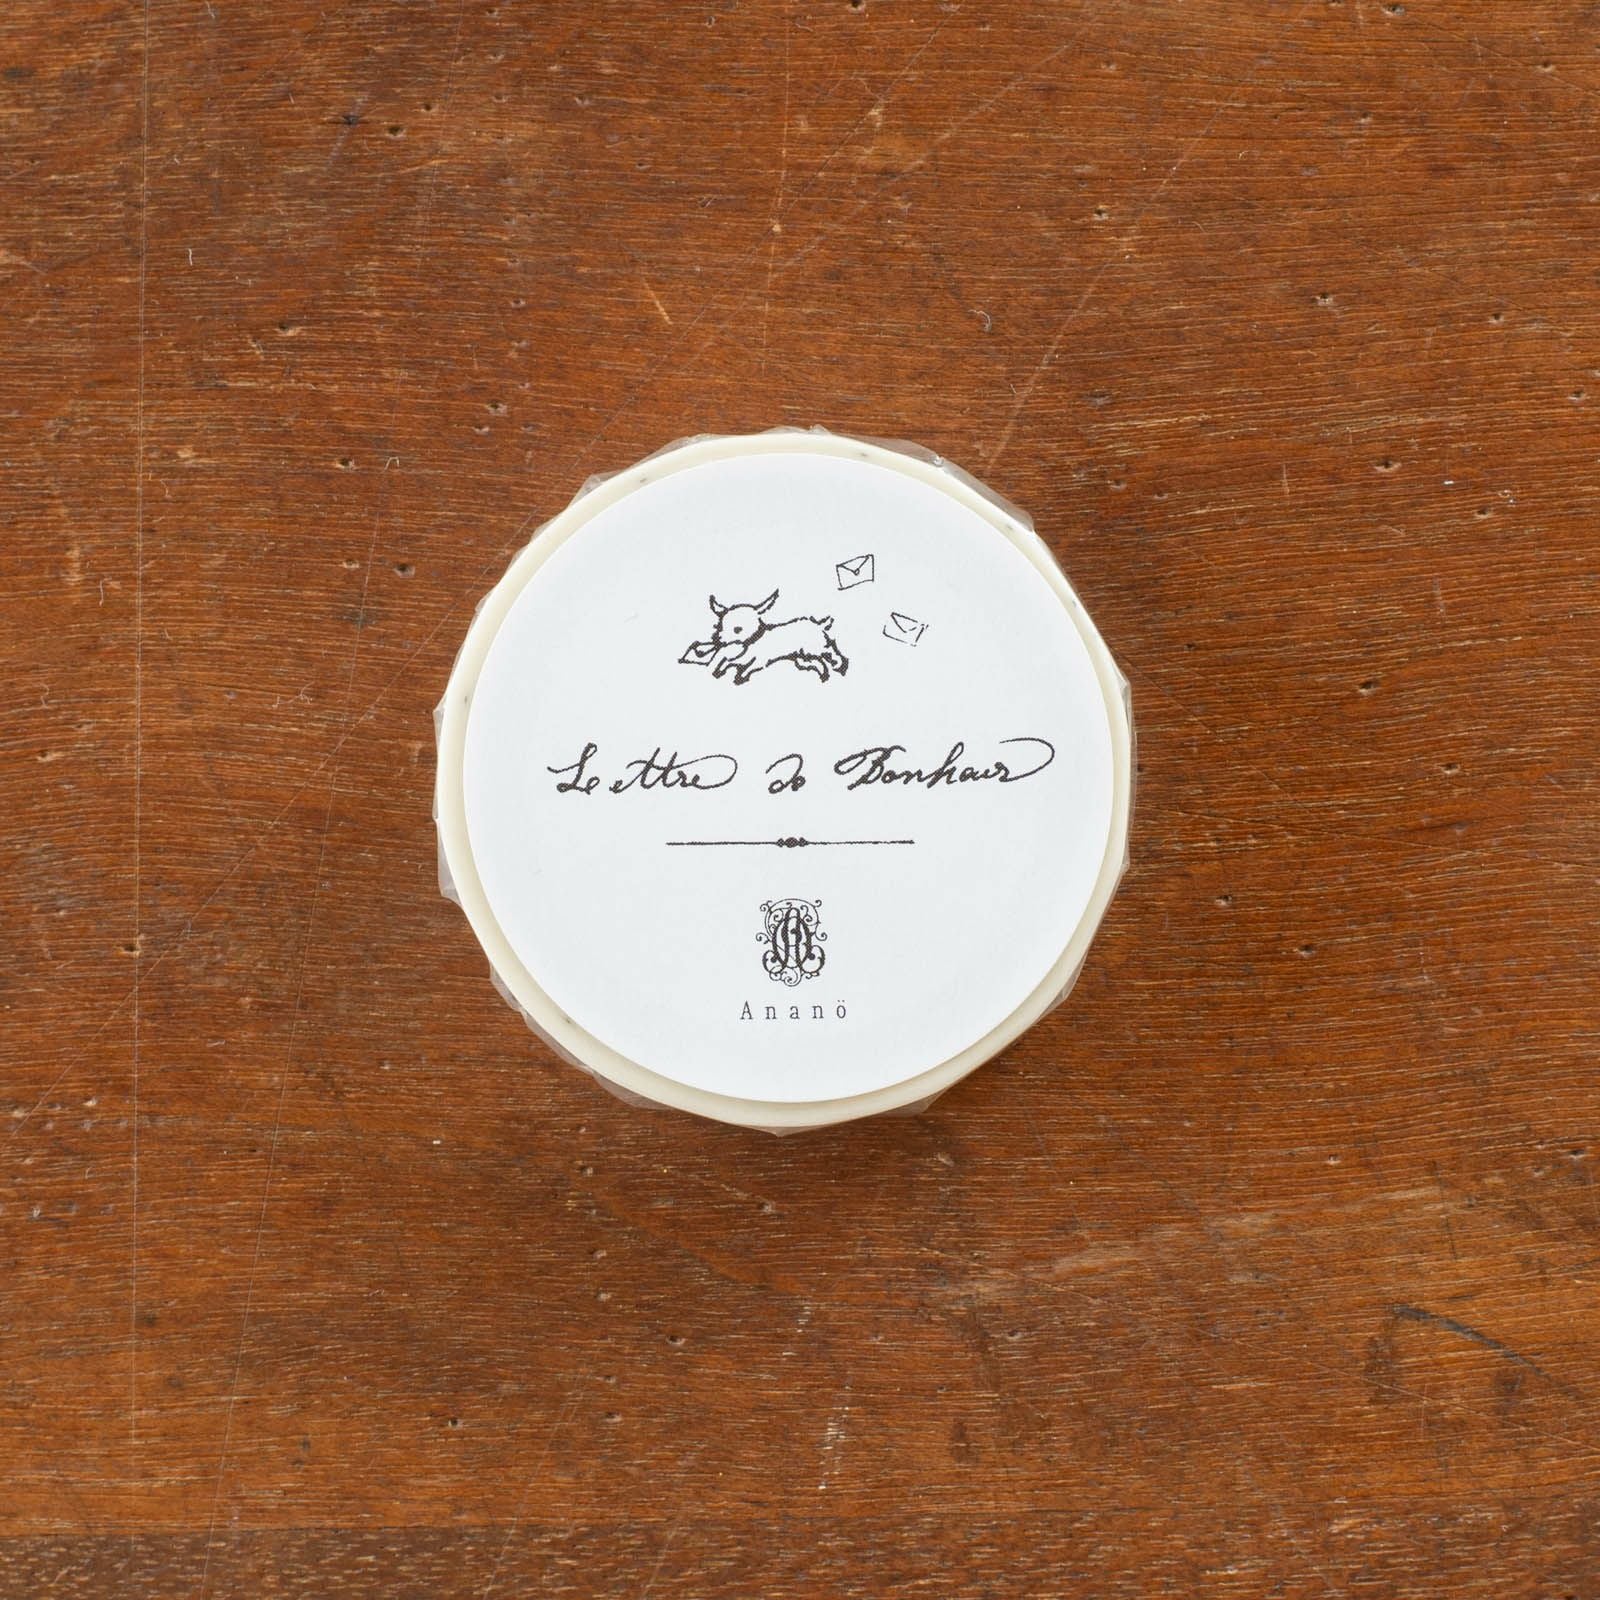 Lettre de Bonheur
Ananö